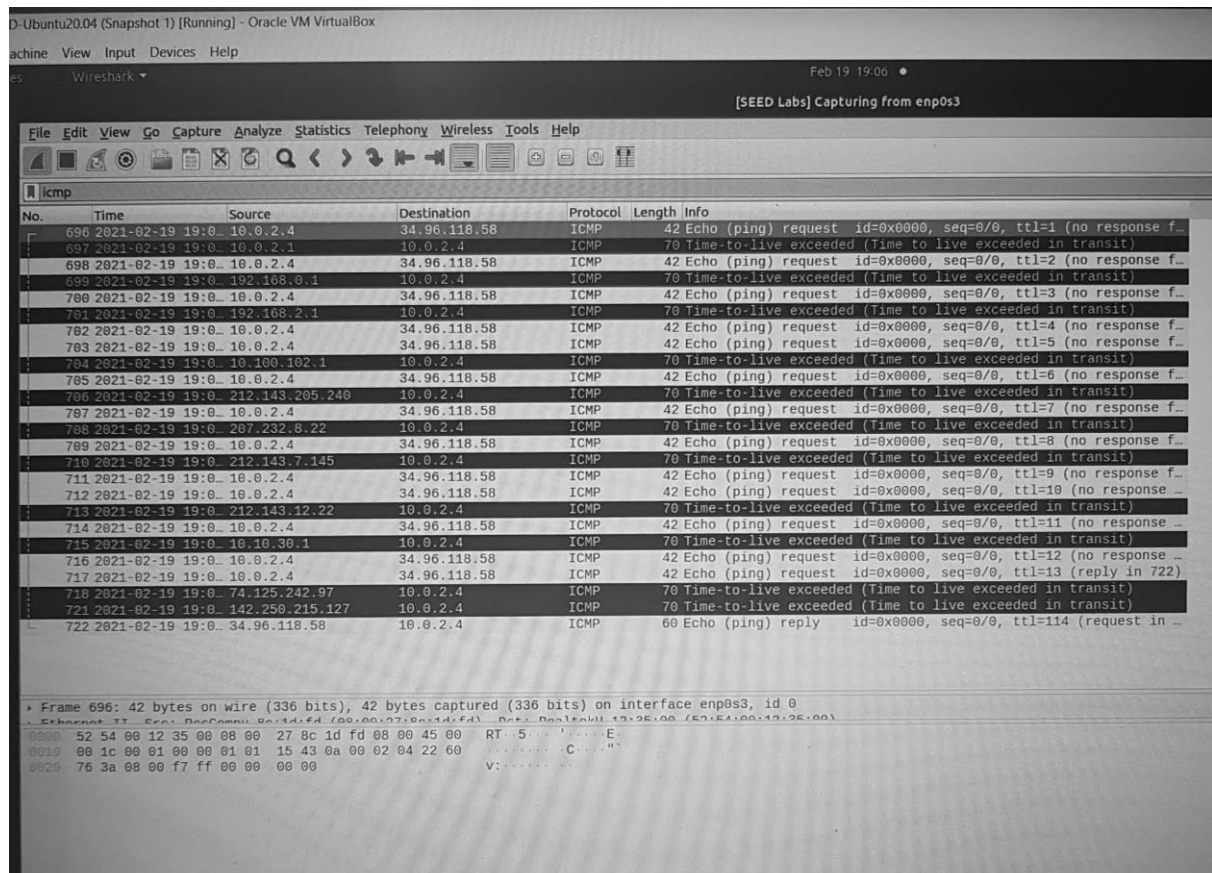 D-Ubuntu20.04 (Snapshot 1) [Running] - Oracle VM VirtualBox
achine View Input Devices Help
es Wireshark Feb 19 19:06
[SEED Labs] Capturing from enp0s3
File Edit View Go Capture Analyze Statistics Telephony Wireless Tools Help
icmp
No. Time Source Destination Protocol Length Info
696 2021-02-19 19:0… 10.0.2.4 34.96.118.58 ICMP 42 Echo (ping) request id=0x0000, seq=0/0, ttl=1 (no response f…
697 2021-02-19 19:0… 10.0.2.1 10.0.2.4 ICMP 70 Time-to-live exceeded (Time to live exceeded in transit)
698 2021-02-19 19:0… 10.0.2.4 34.96.118.58 ICMP 42 Echo (ping) request id=0x0000, seq=0/0, ttl=2 (no response f…
699 2021-02-19 19:0… 192.168.0.1 10.0.2.4 ICMP 70 Time-to-live exceeded (Time to live exceeded in transit)
700 2021-02-19 19:0… 10.0.2.4 34.96.118.58 ICMP 42 Echo (ping) request id=0x0000, seq=0/0, ttl=3 (no response f…
701 2021-02-19 19:0… 192.168.2.1 10.0.2.4 ICMP 70 Time-to-live exceeded (Time to live exceeded in transit)
702 2021-02-19 19:0… 10.0.2.4 34.96.118.58 ICMP 42 Echo (ping) request id=0x0000, seq=0/0, ttl=4 (no response f…
703 2021-02-19 19:0… 10.0.2.4 34.96.118.58 ICMP 42 Echo (ping) request id=0x0000, seq=0/0, ttl=5 (no response f…
704 2021-02-19 19:0… 10.100.102.1 10.0.2.4 ICMP 70 Time-to-live exceeded (Time to live exceeded in transit)
705 2021-02-19 19:0… 10.0.2.4 34.96.118.58 ICMP 42 Echo (ping) request id=0x0000, seq=0/0, ttl=6 (no response f…
706 2021-02-19 19:0… 212.143.205.240 10.0.2.4 ICMP 70 Time-to-live exceeded (Time to live exceeded in transit)
707 2021-02-19 19:0… 10.0.2.4 34.96.118.58 ICMP 42 Echo (ping) request id=0x0000, seq=0/0, ttl=7 (no response f…
708 2021-02-19 19:0… 207.232.8.22 10.0.2.4 ICMP 70 Time-to-live exceeded (Time to live exceeded in transit)
709 2021-02-19 19:0… 10.0.2.4 34.96.118.58 ICMP 42 Echo (ping) request id=0x0000, seq=0/0, ttl=8 (no response f…
710 2021-02-19 19:0… 212.143.7.145 10.0.2.4 ICMP 70 Time-to-live exceeded (Time to live exceeded in transit)
711 2021-02-19 19:0… 10.0.2.4 34.96.118.58 ICMP 42 Echo (ping) request id=0x0000, seq=0/0, ttl=9 (no response f…
712 2021-02-19 19:0… 10.0.2.4 34.96.118.58 ICMP 42 Echo (ping) request id=0x0000, seq=0/0, ttl=10 (no response …
713 2021-02-19 19:0… 212.143.12.22 10.0.2.4 ICMP 70 Time-to-live exceeded (Time to live exceeded in transit)
714 2021-02-19 19:0… 10.0.2.4 34.96.118.58 ICMP 42 Echo (ping) request id=0x0000, seq=0/0, ttl=11 (no response …
715 2021-02-19 19:0… 10.10.30.1 10.0.2.4 ICMP 70 Time-to-live exceeded (Time to live exceeded in transit)
716 2021-02-19 19:0… 10.0.2.4 34.96.118.58 ICMP 42 Echo (ping) request id=0x0000, seq=0/0, ttl=12 (no response …
717 2021-02-19 19:0… 10.0.2.4 34.96.118.58 ICMP 42 Echo (ping) request id=0x0000, seq=0/0, ttl=13 (reply in 722)
718 2021-02-19 19:0… 74.125.242.97 10.0.2.4 ICMP 70 Time-to-live exceeded (Time to live exceeded in transit)
721 2021-02-19 19:0… 142.250.215.127 10.0.2.4 ICMP 70 Time-to-live exceeded (Time to live exceeded in transit)
722 2021-02-19 19:0… 34.96.118.58 10.0.2.4 ICMP 60 Echo (ping) reply id=0x0000, seq=0/0, ttl=114 (request in …
Frame 696: 42 bytes on wire (336 bits), 42 bytes captured (336 bits) on interface enp0s3, id 0
0000 52 54 00 12 35 00 08 00 27 8c 1d fd 08 00 45 00 RT··5···'·····E·
0010 00 1c 00 01 00 00 01 01 15 43 0a 00 02 04 22 60 ·········C····"`
0020 76 3a 08 00 f7 ff 00 00 00 00 v:········